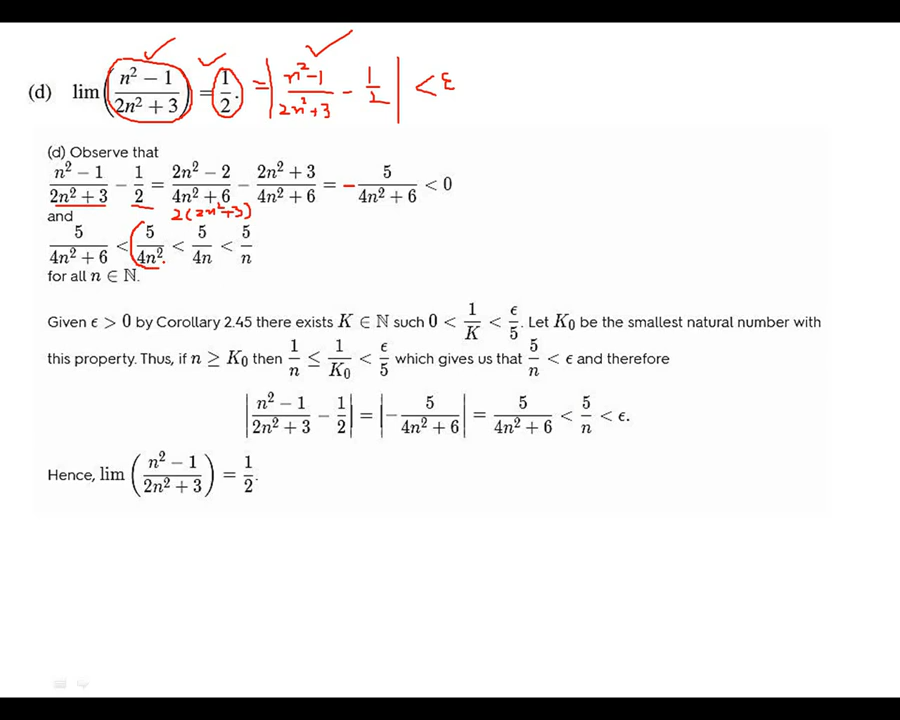 (d) lim( (n² − 1)/(2n² + 3) ) = 1/2. = | (n²−1)/(2n²+3) − 1/2 | < ε
(d) Observe that
(n² − 1)/(2n² + 3) − 1/2 = (2n² − 2)/(4n² + 6) − (2n² + 3)/(4n² + 6) = − 5/(4n² + 6) < 0
2(2n²+3)
and
5/(4n² + 6) < (5/4n². < 5/4n < 5/n
for all n ∈ ℕ.
Given ϵ > 0 by Corollary 2.45 there exists K ∈ ℕ such 0 < 1/K < ϵ/5. Let K₀ be the smallest natural number with
this property. Thus, if n ≥ K₀ then 1/n ≤ 1/K₀ < ϵ/5 which gives us that 5/n < ϵ and therefore
| (n² − 1)/(2n² + 3) − 1/2 | = | − 5/(4n² + 6) | = 5/(4n² + 6) < 5/n < ϵ.
Hence, lim ( (n² − 1)/(2n² + 3) ) = 1/2.